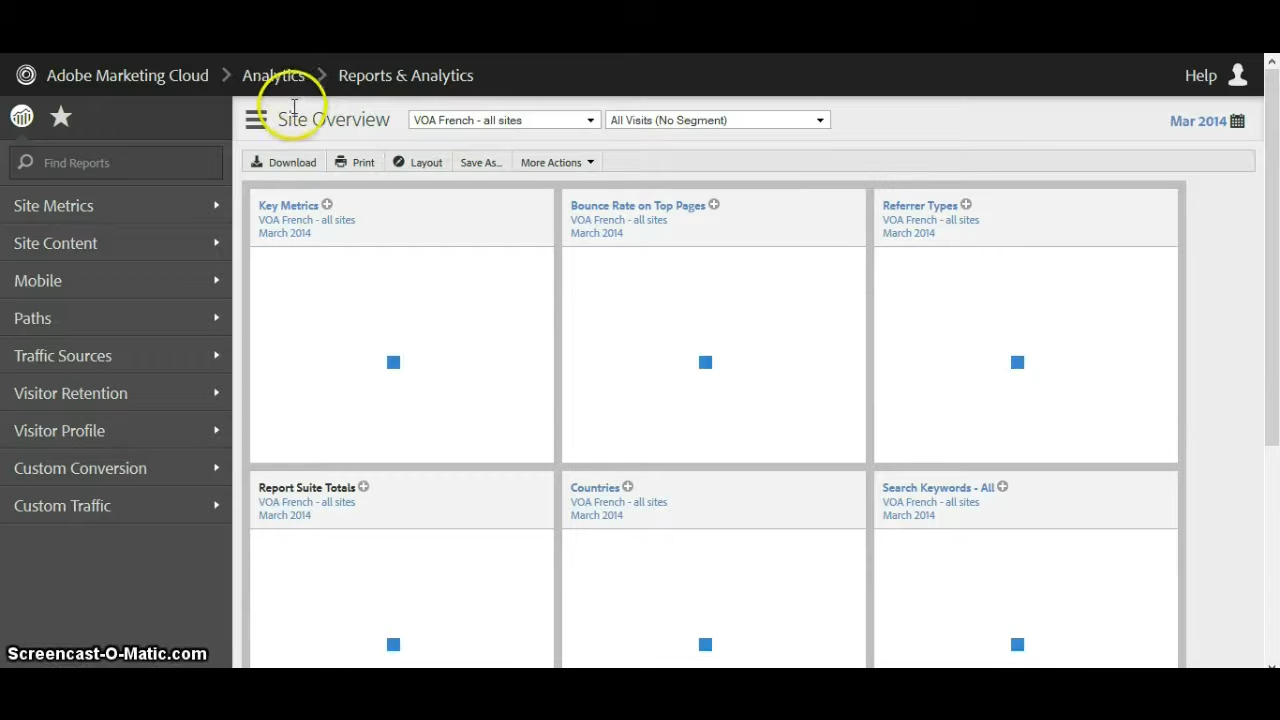 Adobe Marketing Cloud > Analytics > Reports & Analytics
Help
Site Overview
VOA French - all sites
All Visits (No Segment)
Mar 2014
Find Reports
Download
Print
Layout
Save As...
More Actions
Site Metrics
Site Content
Mobile
Paths
Traffic Sources
Visitor Retention
Visitor Profile
Custom Conversion
Custom Traffic
Key Metrics
VOA French - all sites
March 2014
Bounce Rate on Top Pages
VOA French - all sites
March 2014
Referrer Types
VOA French - all sites
March 2014
Report Suite Totals
VOA French - all sites
March 2014
Countries
VOA French - all sites
March 2014
Search Keywords - All
VOA French - all sites
March 2014
Screencast-O-Matic.com